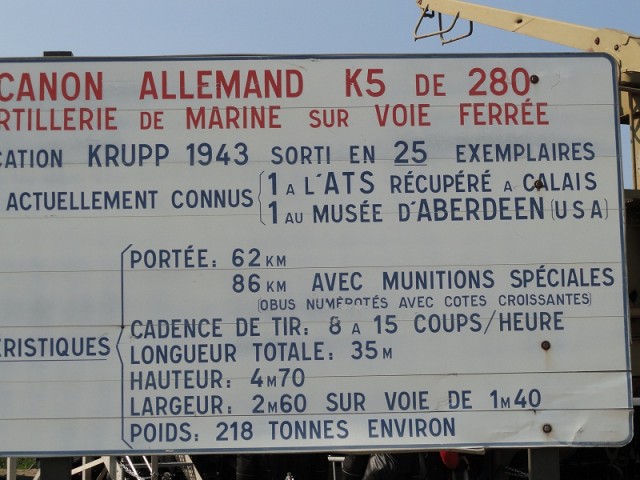 CANON ALLEMAND K5 DE 280
RTILLERIE DE MARINE SUR VOIE FERRÉE
CATION KRUPP 1943 SORTI EN 25 EXEMPLAIRES
ACTUELLEMENT CONNUS
1 A L'ATS RÉCUPÉRÉ A CALAIS
1 AU MUSÉE D'ABERDEEN (USA)
PORTÉE: 62 KM
86 KM AVEC MUNITIONS SPÉCIALES
(OBUS NUMÉROTÉS AVEC COTES CROISSANTES)
ÉRISTIQUES
CADENCE DE TIR: 8 A 15 COUPS/HEURE
LONGUEUR TOTALE: 35M
HAUTEUR: 4M70
LARGEUR: 2M60 SUR VOIE DE 1M40
POIDS: 218 TONNES ENVIRON